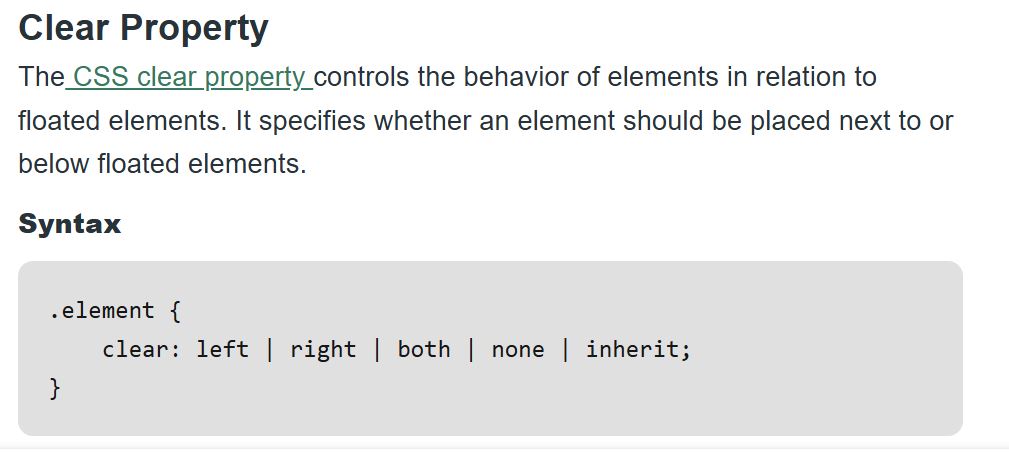 Clear Property
The CSS clear property controls the behavior of elements in relation to
floated elements. It specifies whether an element should be placed next to or
below floated elements.
Syntax
.element {
    clear: left | right | both | none | inherit;
}